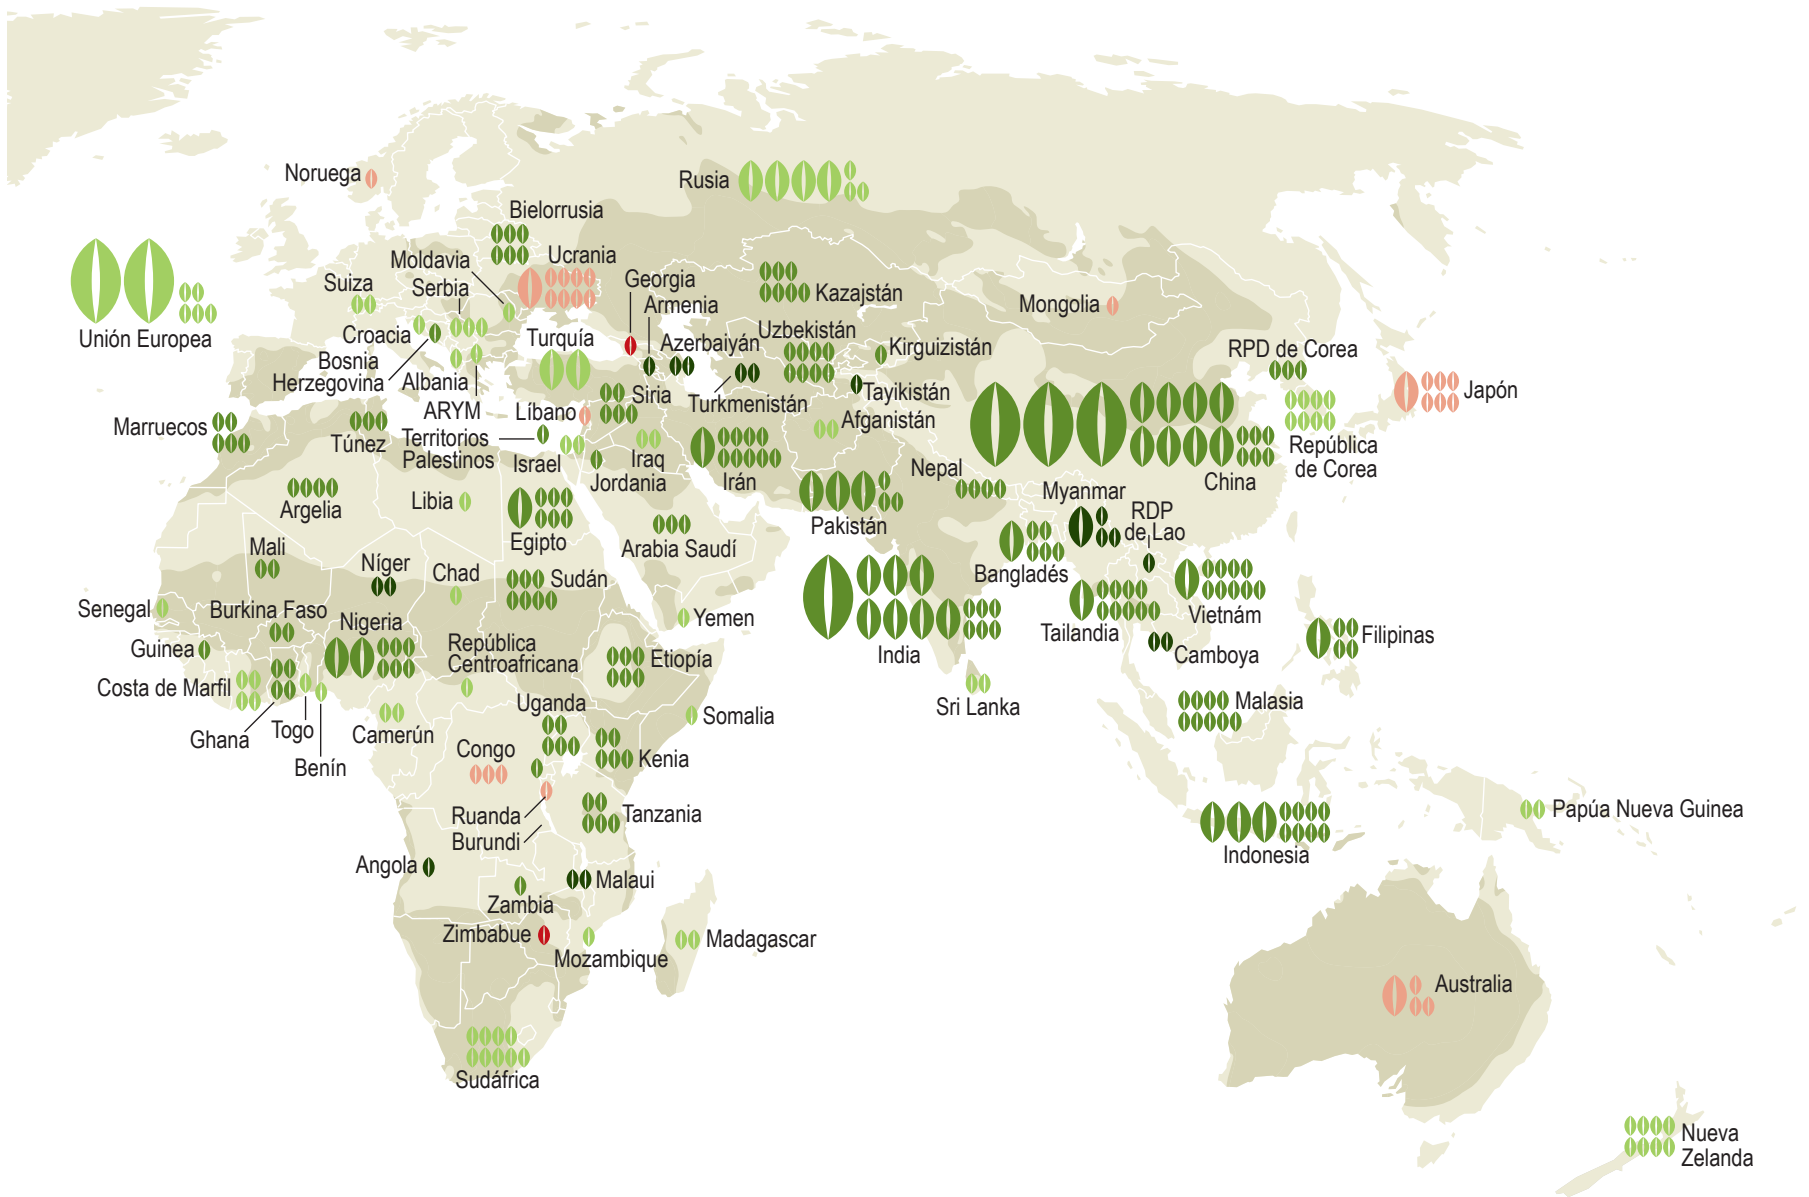 Noruega
Rusia
Bielorrusia
Moldavia
Ucrania
Suiza
Serbia
Georgia
Armenia
Kazajstán
Mongolia
Unión Europea
Croacia
Turquía
Azerbaiyán
Uzbekistán
Kirguizistán
RPD de Corea
Bosnia
Herzegovina
Albania
ARYM
Líbano
Siria
Turkmenistán
Tayikistán
Afganistán
Japón
Marruecos
Túnez
Territorios
Palestinos
Israel
Iraq
Jordania
Irán
Nepal
China
República
de Corea
Argelia
Libia
Egipto
Arabia Saudí
Pakistán
Myanmar
RDP
de Lao
Bangladés
Mali
Níger
Chad
Sudán
Senegal
Burkina Faso
Nigeria
Yemen
India
Tailandia
Vietnám
Camboya
Filipinas
Guinea
República
Centroafricana
Etiopía
Costa de Marfil
Ghana
Togo
Benín
Camerún
Uganda
Somalia
Sri Lanka
Malasia
Congo
Kenia
Ruanda
Burundi
Tanzania
Indonesia
Papúa Nueva Guinea
Angola
Malaui
Zambia
Zimbabue
Mozambique
Madagascar
Australia
Sudáfrica
Nueva
Zelanda